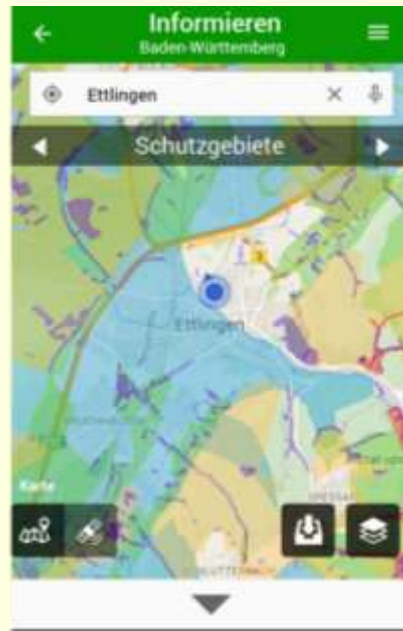 Informieren
Baden-Württemberg
Ettlingen
Schutzgebiete
Ettlingen
Karte